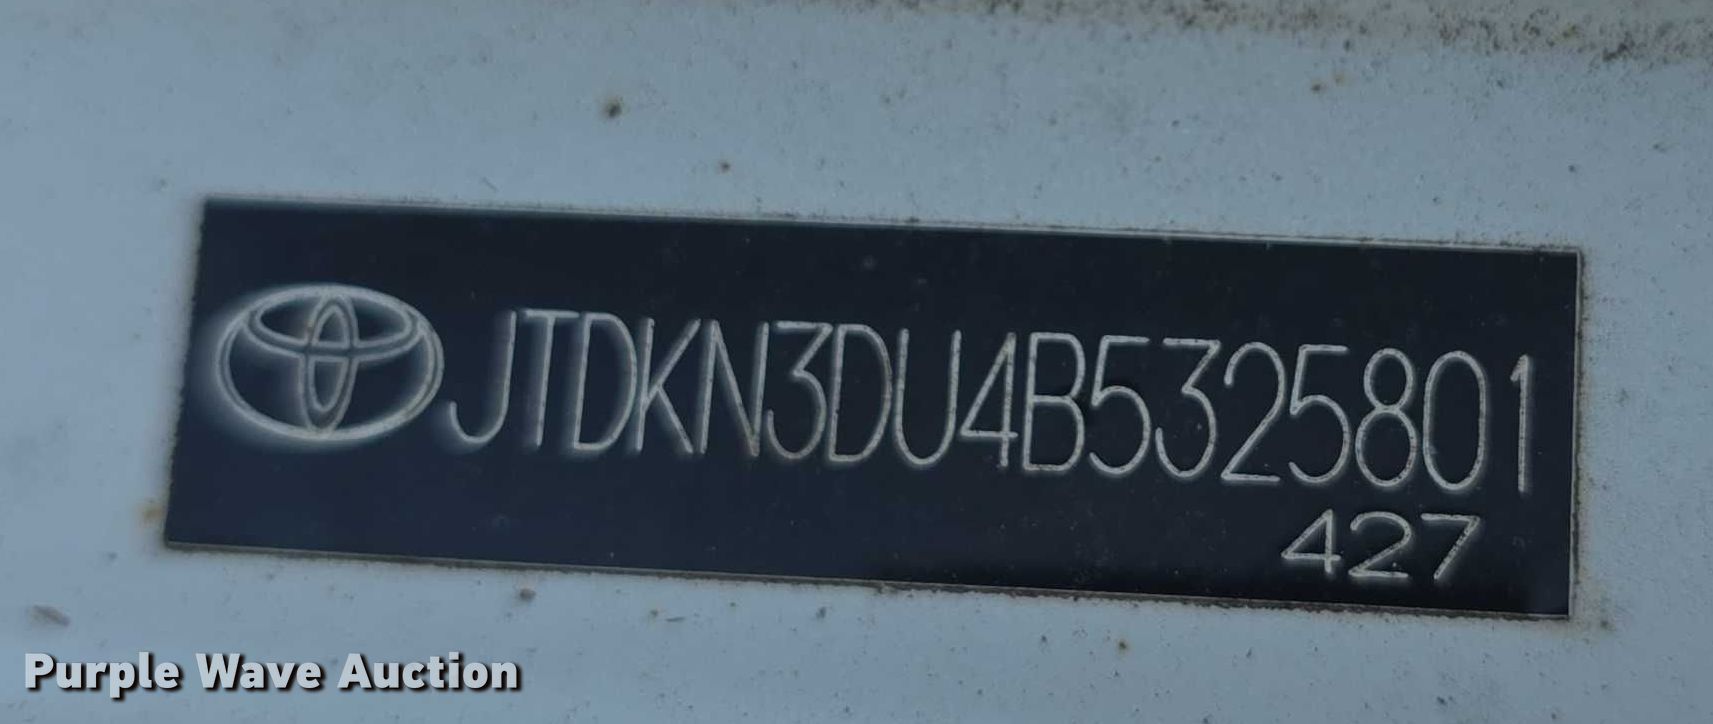 JTDKN3DU4B5325801
427
Purple Wave Auction